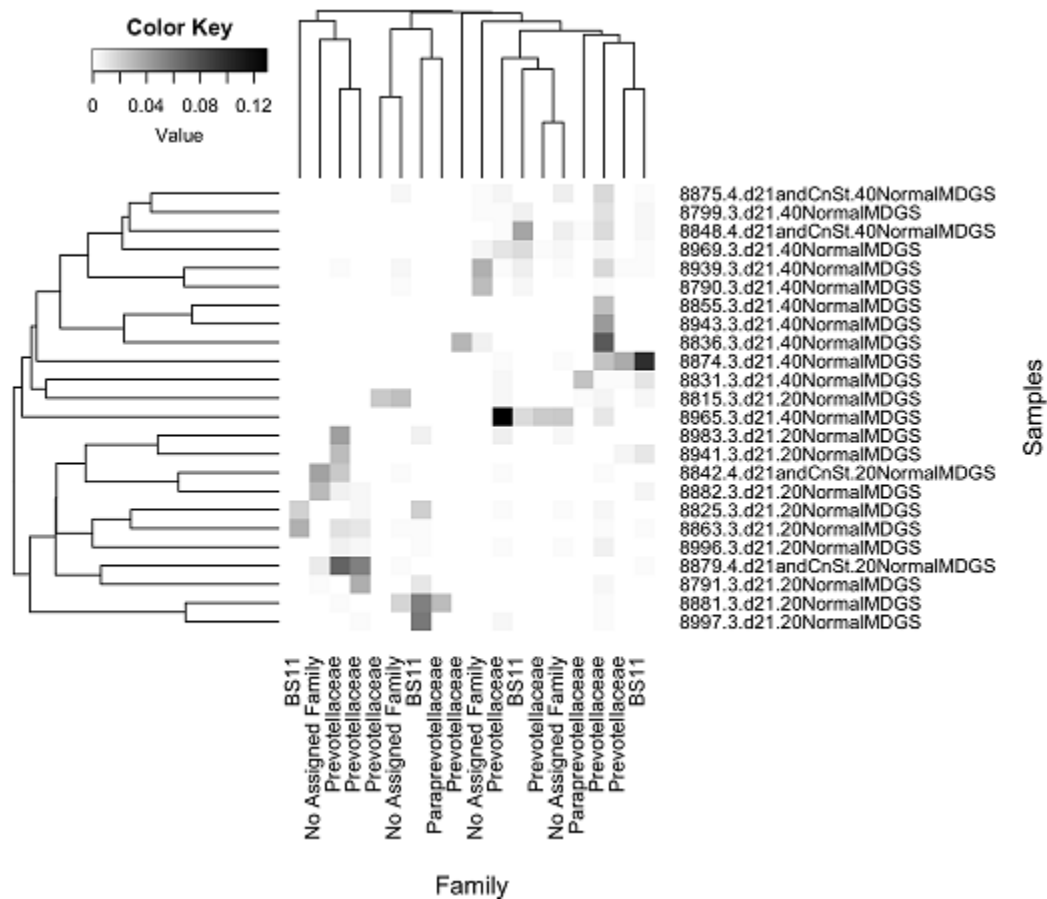 Color Key
0 0.04 0.08 0.12
Value
8875.4.d21andCnSt.40NormalMDGS
8799.3.d21.40NormalMDGS
8848.4.d21andCnSt.40NormalMDGS
8969.3.d21.40NormalMDGS
8939.3.d21.40NormalMDGS
8790.3.d21.40NormalMDGS
8855.3.d21.40NormalMDGS
8943.3.d21.40NormalMDGS
8836.3.d21.40NormalMDGS
8874.3.d21.40NormalMDGS
8831.3.d21.40NormalMDGS
8815.3.d21.20NormalMDGS
8965.3.d21.40NormalMDGS
8983.3.d21.20NormalMDGS
8941.3.d21.20NormalMDGS
8842.4.d21andCnSt.20NormalMDGS
8882.3.d21.20NormalMDGS
8825.3.d21.20NormalMDGS
8863.3.d21.20NormalMDGS
8996.3.d21.20NormalMDGS
8879.4.d21andCnSt.20NormalMDGS
8791.3.d21.20NormalMDGS
8881.3.d21.20NormalMDGS
8997.3.d21.20NormalMDGS
Samples
BS11
No Assigned Family
Prevotellaceae
Prevotellaceae
Prevotellaceae
No Assigned Family
BS11
Paraprevotellaceae
Prevotellaceae
No Assigned Family
Prevotellaceae
BS11
Prevotellaceae
No Assigned Family
Paraprevotellaceae
Prevotellaceae
Prevotellaceae
BS11
Family